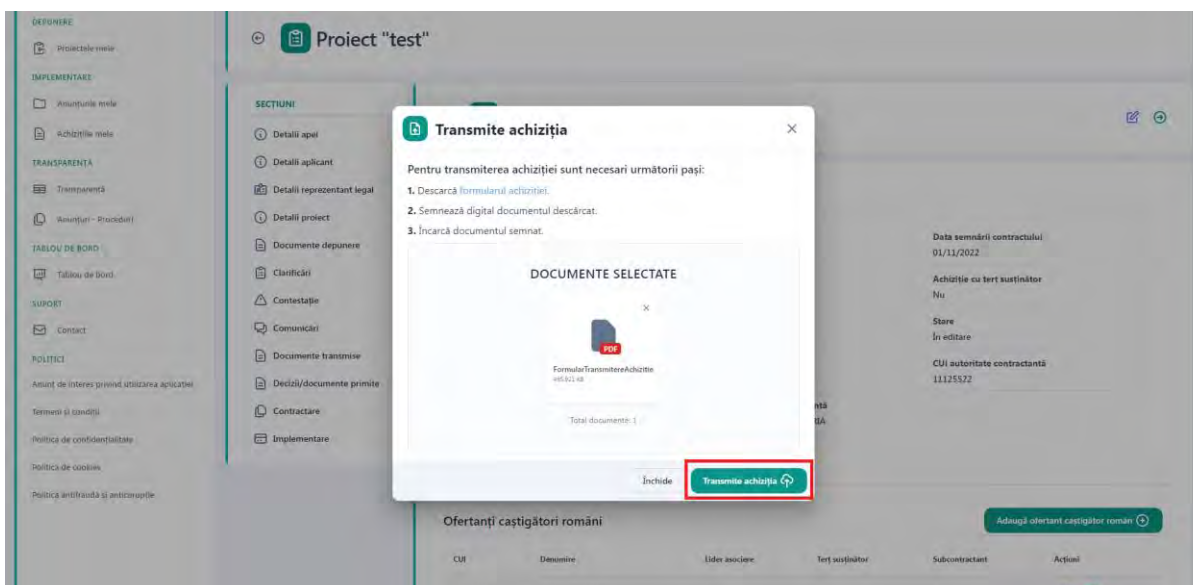 DEPUNERE
Proiectele mele
IMPLEMENTARE
Anunțurile mele
Achizițiile mele
TRANSPARENȚĂ
Transparență
Anunțuri - Proceduri
TABLOU DE BORD
Tablou de bord
SUPORT
Contact
POLITICI
Anunț de interes privind utilizarea aplicației
Termeni și condiții
Politica de confidențialitate
Politica de cookies
Politica antifraudă și anticorupție
Proiect "test"
SECȚIUNI
Detalii apel
Detalii aplicant
Detalii reprezentant legal
Detalii proiect
Documente depunere
Clarificări
Contestație
Comunicări
Documente transmise
Decizii/documente primite
Contractare
Implementare
Transmite achiziția
Pentru transmiterea achiziției sunt necesari următorii pași:
1. Descarcă formularul achiziției.
2. Semnează digital documentul descărcat.
3. Încarcă documentul semnat.
DOCUMENTE SELECTATE
PDF
FormularTransmitereAchizitie
Total documente: 1
Închide
Transmite achiziția
Data semnării contractului
01/11/2022
Achiziție cu terț susținător
Nu
Stare
În editare
CUI autoritate contractantă
11125522
Ofertanți caștigători români
Adaugă ofertant caștigător român
CUI Denumire Lider asociere Terț susținător Subcontractant Acțiuni